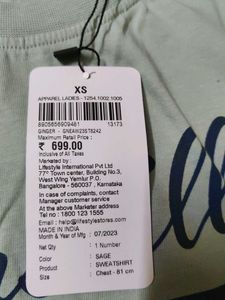 XS
APPAREL LADIES - 1254.1002.1005
8905656909461 13173
GINGER - GNEAW23ST8242
Maximum Retail Price :
₹ 699.00
Inclusive of All Taxes
Marketed by :
Lifestyle International Pvt Ltd
77° Town center, Building No.3,
West Wing Yemlur P.O
Bangalore - 560037 , Karnataka
In case of complaints, contact
Manager customer service
At the above Marketer address
Tel no : 1800 123 1555
Email : help@lifestylestores.com
MADE IN INDIA
Month & Year of Mfg : 07/2023
Net Qty : 1 Number
Color : SAGE
Product : SWEATSHIRT
Size : Chest - 81 cm